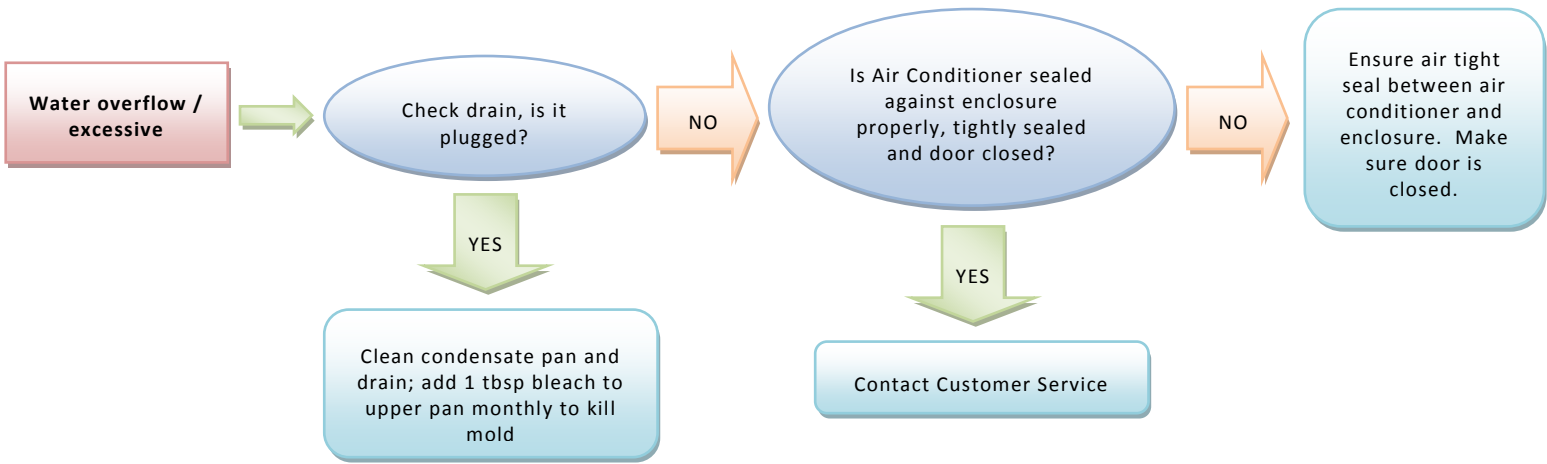 Water overflow /
excessive
Check drain, is it
plugged?
NO
Is Air Conditioner sealed
against enclosure
properly, tightly sealed
and door closed?
NO
Ensure air tight
seal between air
conditioner and
enclosure.  Make
sure door is
closed.
YES
YES
Clean condensate pan and
drain; add 1 tbsp bleach to
upper pan monthly to kill
mold
Contact Customer Service